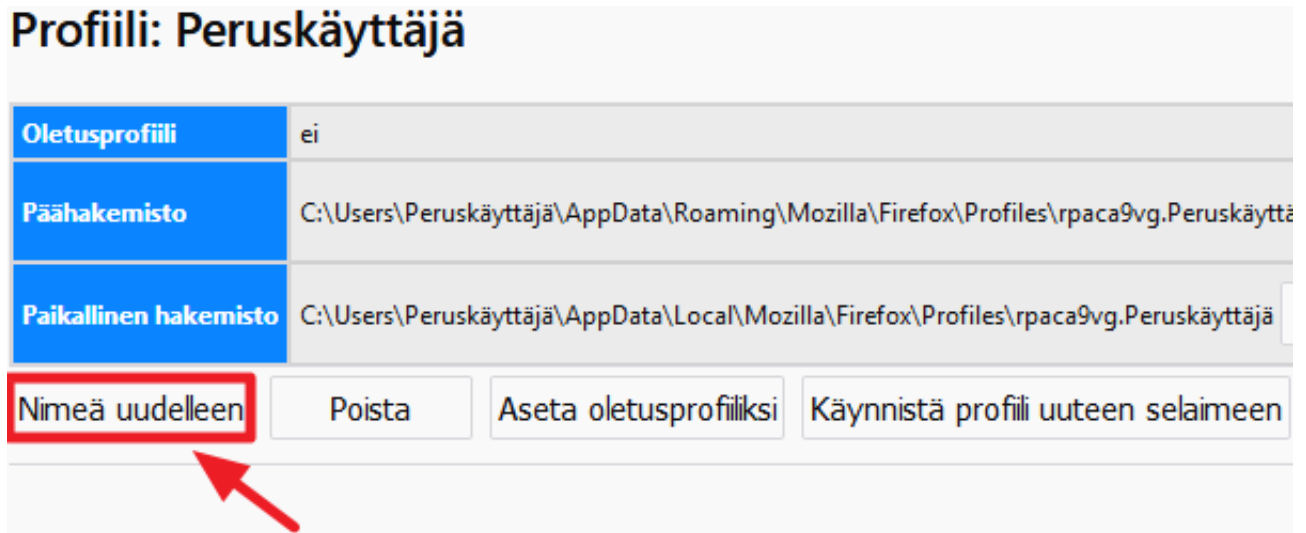 Profiili: Peruskäyttäjä
Oletusprofiili ei
Päähakemisto C:\Users\Peruskäyttäjä\AppData\Roaming\Mozilla\Firefox\Profiles\rpaca9vg.Peruskäyttä
Paikallinen hakemisto C:\Users\Peruskäyttäjä\AppData\Local\Mozilla\Firefox\Profiles\rpaca9vg.Peruskäyttäjä
Nimeä uudelleen Poista Aseta oletusprofiiliksi Käynnistä profiili uuteen selaimeen